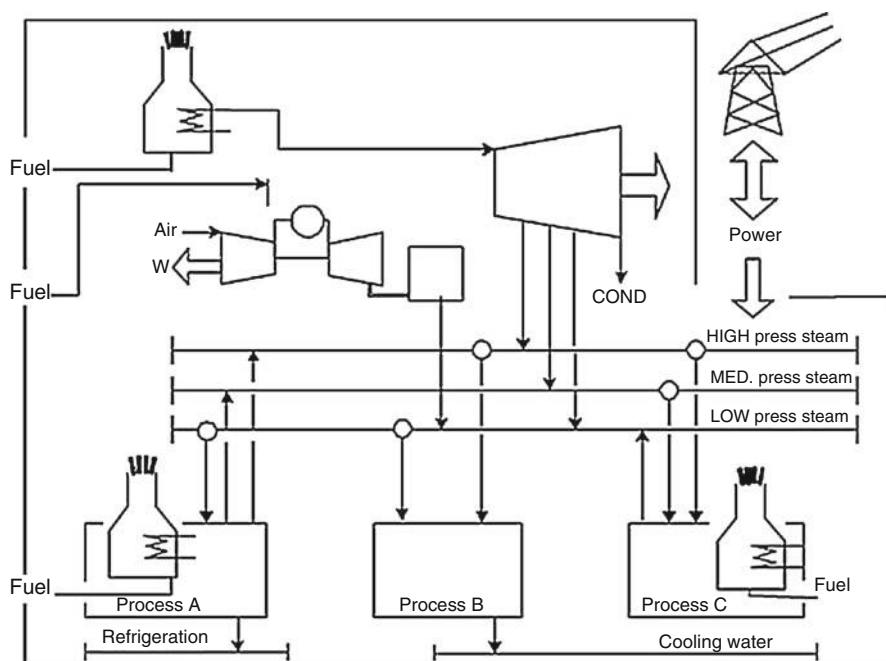 Fuel
Air
W
Fuel
COND
Power
HIGH press steam
MED. press steam
LOW press steam
Fuel
Process A
Process B
Process C
Fuel
Refrigeration
Cooling water